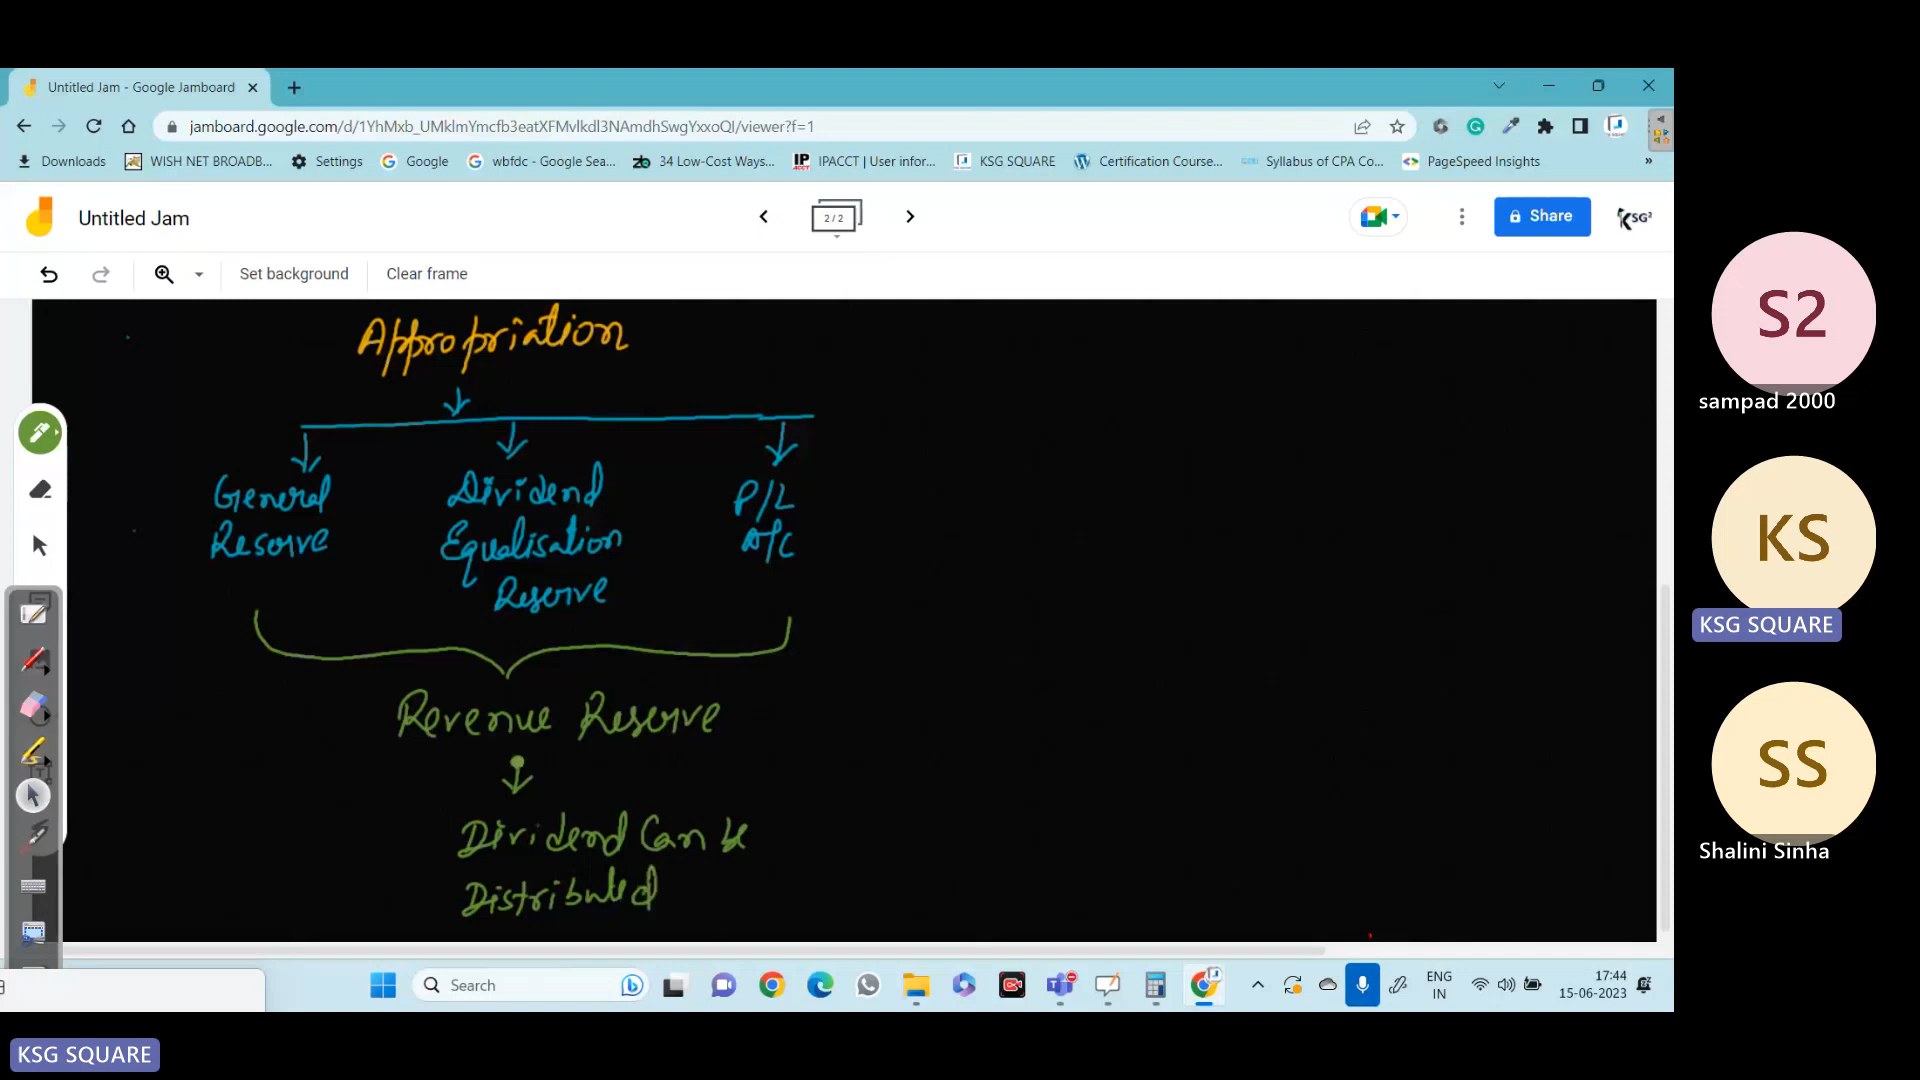 Untitled Jam - Google Jamboard
jamboard.google.com/d/1YhMxb_UMklmYmcfb3eatXFMvlkdl3NAmdhSwgYxxoQI/viewer?f=1
Downloads WISH NET BROADB... Settings Google wbfdc - Google Sea... 34 Low-Cost Ways... IPACCT | User infor... KSG SQUARE Certification Course... Syllabus of CPA Co... PageSpeed Insights »
Untitled Jam
2 / 2
Share
KSG²
Set background Clear frame
Appropriation
General
Reserve
Dividend
Equalisation
Reserve
P/L
A/C
Revenue Reserve
Dividend Can be
Distributed
S2
sampad 2000
KS
KSG SQUARE
SS
Shalini Sinha
Search
ENG
IN
17:44
15-06-2023
KSG SQUARE